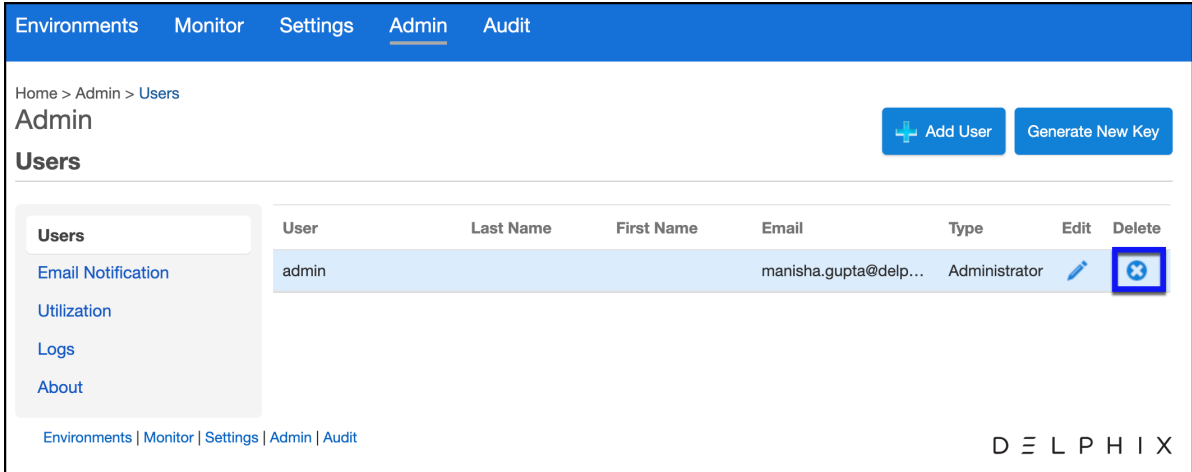 Environments Monitor Settings Admin Audit
Home > Admin > Users
Admin
Add User Generate New Key
Users
Users
Email Notification
Utilization
Logs
About
User Last Name First Name Email Type Edit Delete
admin manisha.gupta@delp... Administrator
Environments | Monitor | Settings | Admin | Audit
DELPHIX